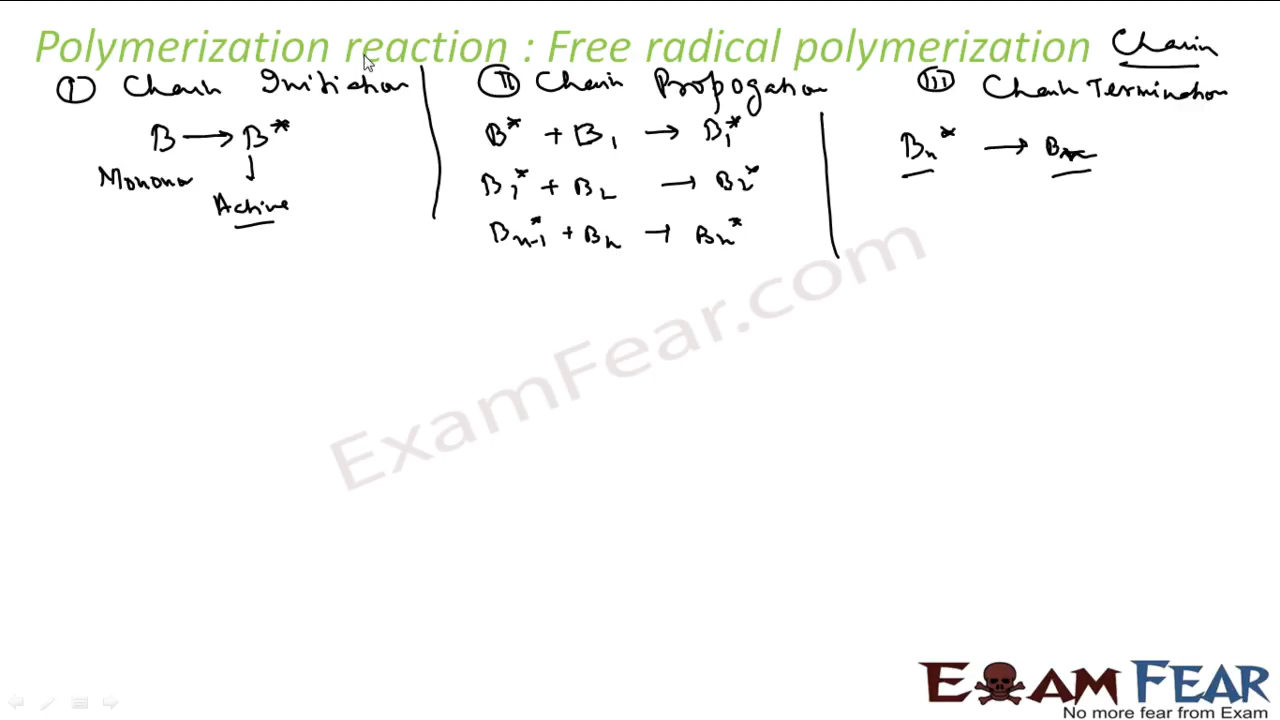 Polymerization reaction : Free radical polymerization Chain
I Chain Initiation
B → B*
Monomer
↓
Active
II Chain Propogation
B* + B1 → B1*
B1* + B2 → B2*
Bn-1* + Bn → Bn*
III Chain Termination
Bn* →
ExamFear.com
EXAM FEAR
No more fear from Exam